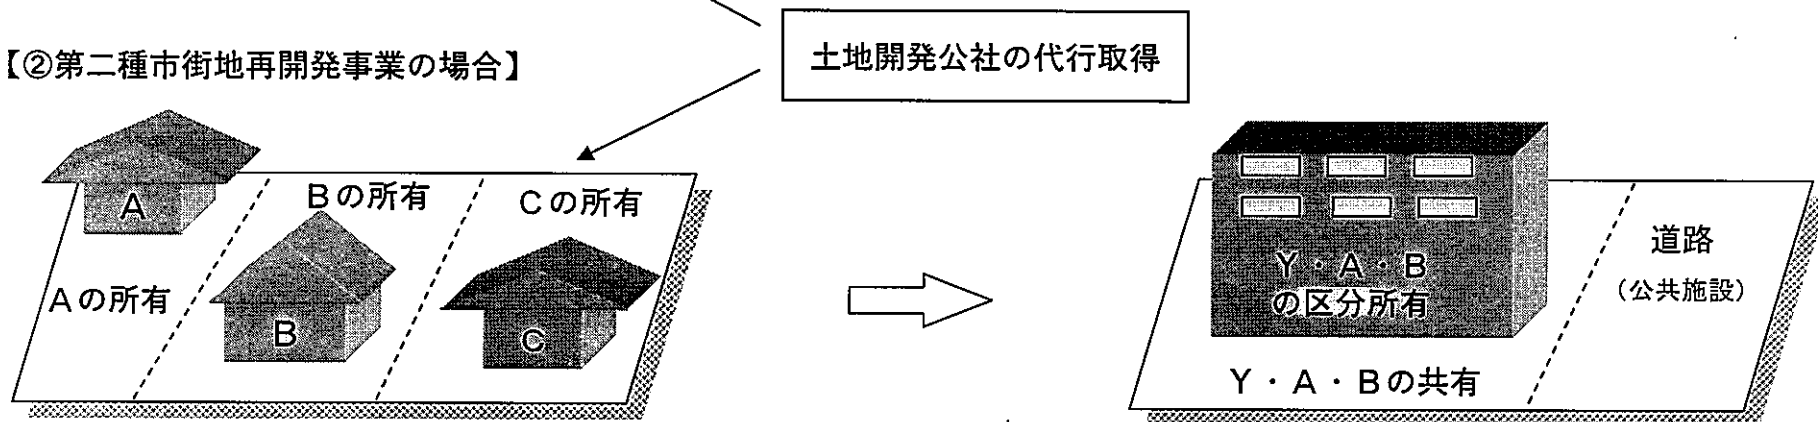 土地開発公社の代行取得
【②第二種市街地再開発事業の場合】
A
Bの所有
Cの所有
Aの所有
B
C
Y・A・B
の区分所有
道路
（公共施設）
Y・A・Bの共有